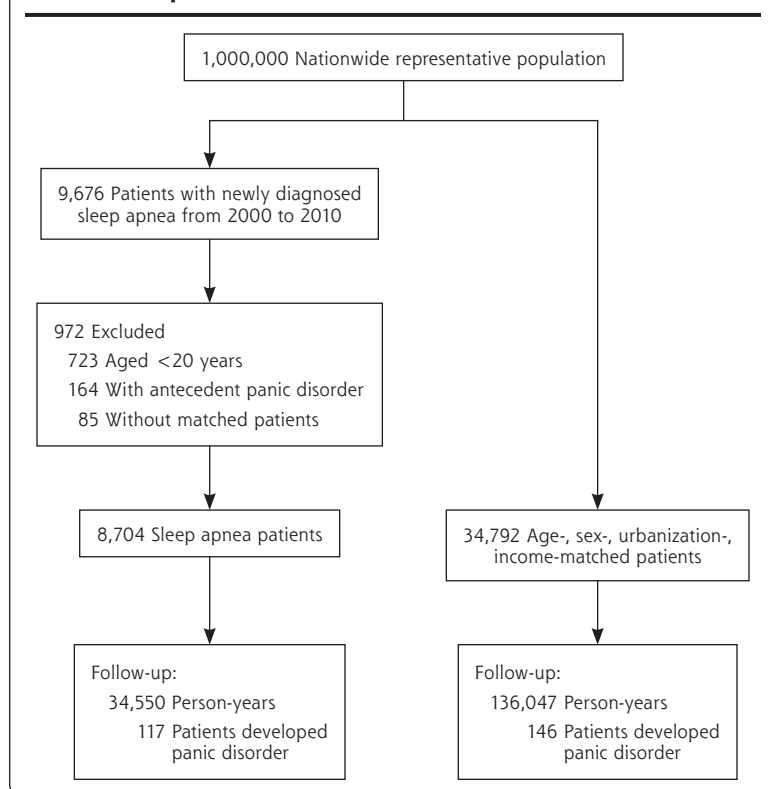 1,000,000 Nationwide representative population
9,676 Patients with newly diagnosed
sleep apnea from 2000 to 2010
972 Excluded
723 Aged <20 years
164 With antecedent panic disorder
85 Without matched patients
8,704 Sleep apnea patients
34,792 Age-, sex-, urbanization-,
income-matched patients
Follow-up:
34,550 Person-years
117 Patients developed
panic disorder
Follow-up:
136,047 Person-years
146 Patients developed
panic disorder